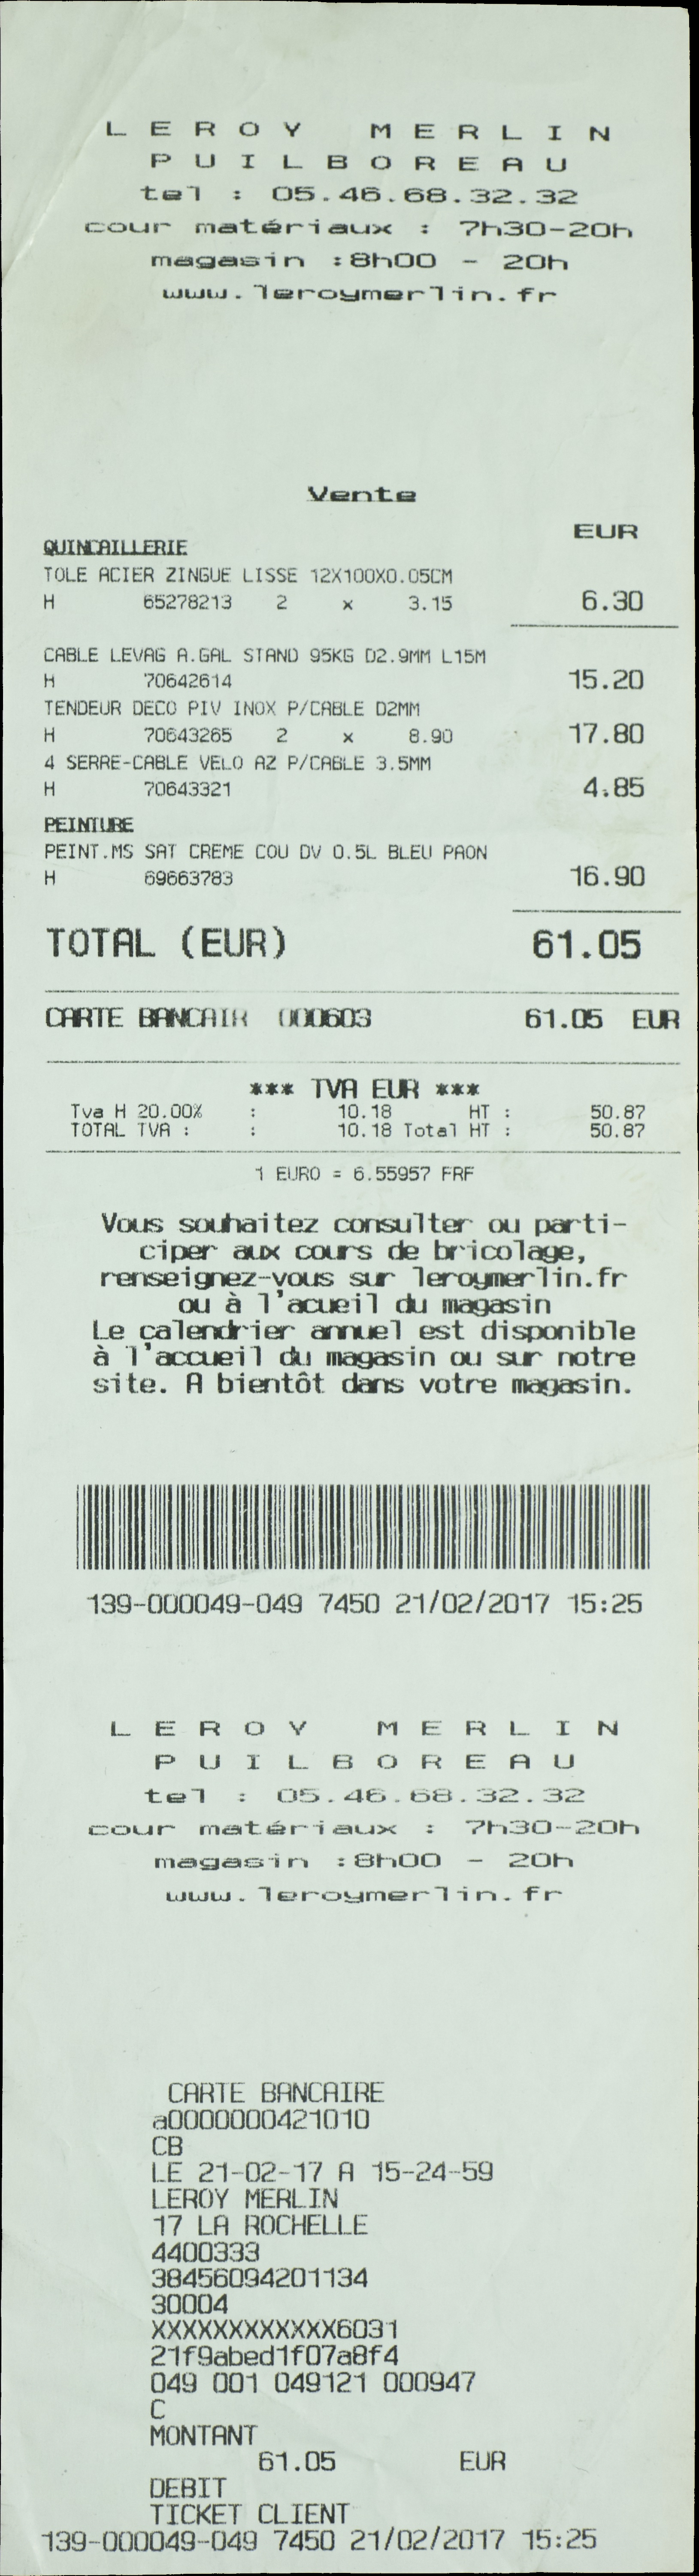 LEROY MERLIN
PUILBOREAU
tel : 05.46.68.32.32
cour matériaux : 7h30-20h
magasin :8h00 - 20h
www.leroymerlin.fr
Vente
EUR
QUINCAILLERIE
TOLE ACIER ZINGUE LISSE 12X100X0.05CM
H 65278213 2 x 3.15 6.30
CABLE LEVAG A.GAL STAND 95KG D2.9MM L15M
H 70642614 15.20
TENDEUR DECO PIV INOX P/CABLE D2MM
H 70643265 2 x 8.90 17.80
4 SERRE-CABLE VELO AZ P/CABLE 3.5MM
H 70643321 4.85
PEINTURE
PEINT.MS SAT CREME COU DV 0.5L BLEU PAON
H 69663783 16.90
TOTAL (EUR) 61.05
CARTE BANCAIR 000603 61.05 EUR
*** TVA EUR ***
Tva H 20.00% : 10.18 HT : 50.87
TOTAL TVA : : 10.18 Total HT : 50.87
1 EURO = 6.55957 FRF
Vous souhaitez consulter ou parti-
ciper aux cours de bricolage,
renseignez-vous sur leroymerlin.fr
ou à l'acueil du magasin
Le calendrier annuel est disponible
à l'accueil du magasin ou sur notre
site. A bientôt dans votre magasin.
139-000049-049 7450 21/02/2017 15:25
LEROY MERLIN
PUILBOREAU
tel : 05.46.68.32.32
cour matériaux : 7h30-20h
magasin :8h00 - 20h
www.leroymerlin.fr
CARTE BANCAIRE
a0000000421010
CB
LE 21-02-17 A 15-24-59
LEROY MERLIN
17 LA ROCHELLE
4400333
38456094201134
30004
XXXXXXXXXXXX6031
21f9abed1f07a8f4
049 001 049121 000947
C
MONTANT
61.05 EUR
DEBIT
TICKET CLIENT
139-000049-049 7450 21/02/2017 15:25